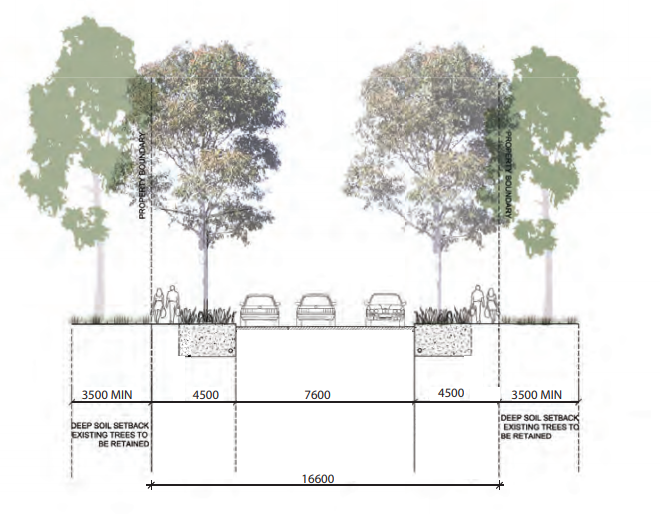 PROPERTY BOUNDARY
PROPERTY BOUNDARY
3500 MIN
4500
7600
4500
3500 MIN
DEEP SOIL SETBACK
EXISTING TREES TO
BE RETAINED
DEEP SOIL SETBACK
EXISTING TREES TO
BE RETAINED
16600